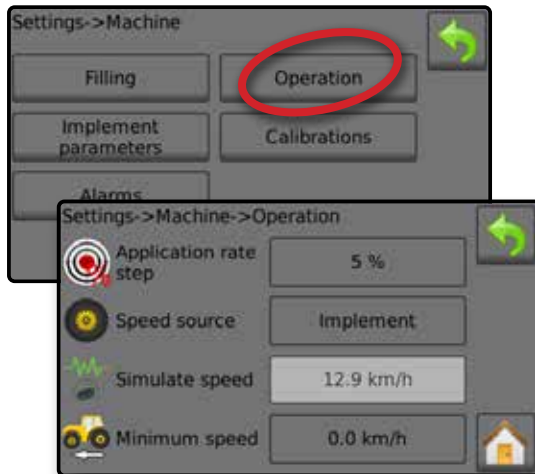 Settings->Machine
Filling
Operation
Implement
parameters
Calibrations
Alarms
Settings->Machine->Operation
Application rate
step
5 %
Speed source
Implement
Simulate speed
12.9 km/h
Minimum speed
0.0 km/h